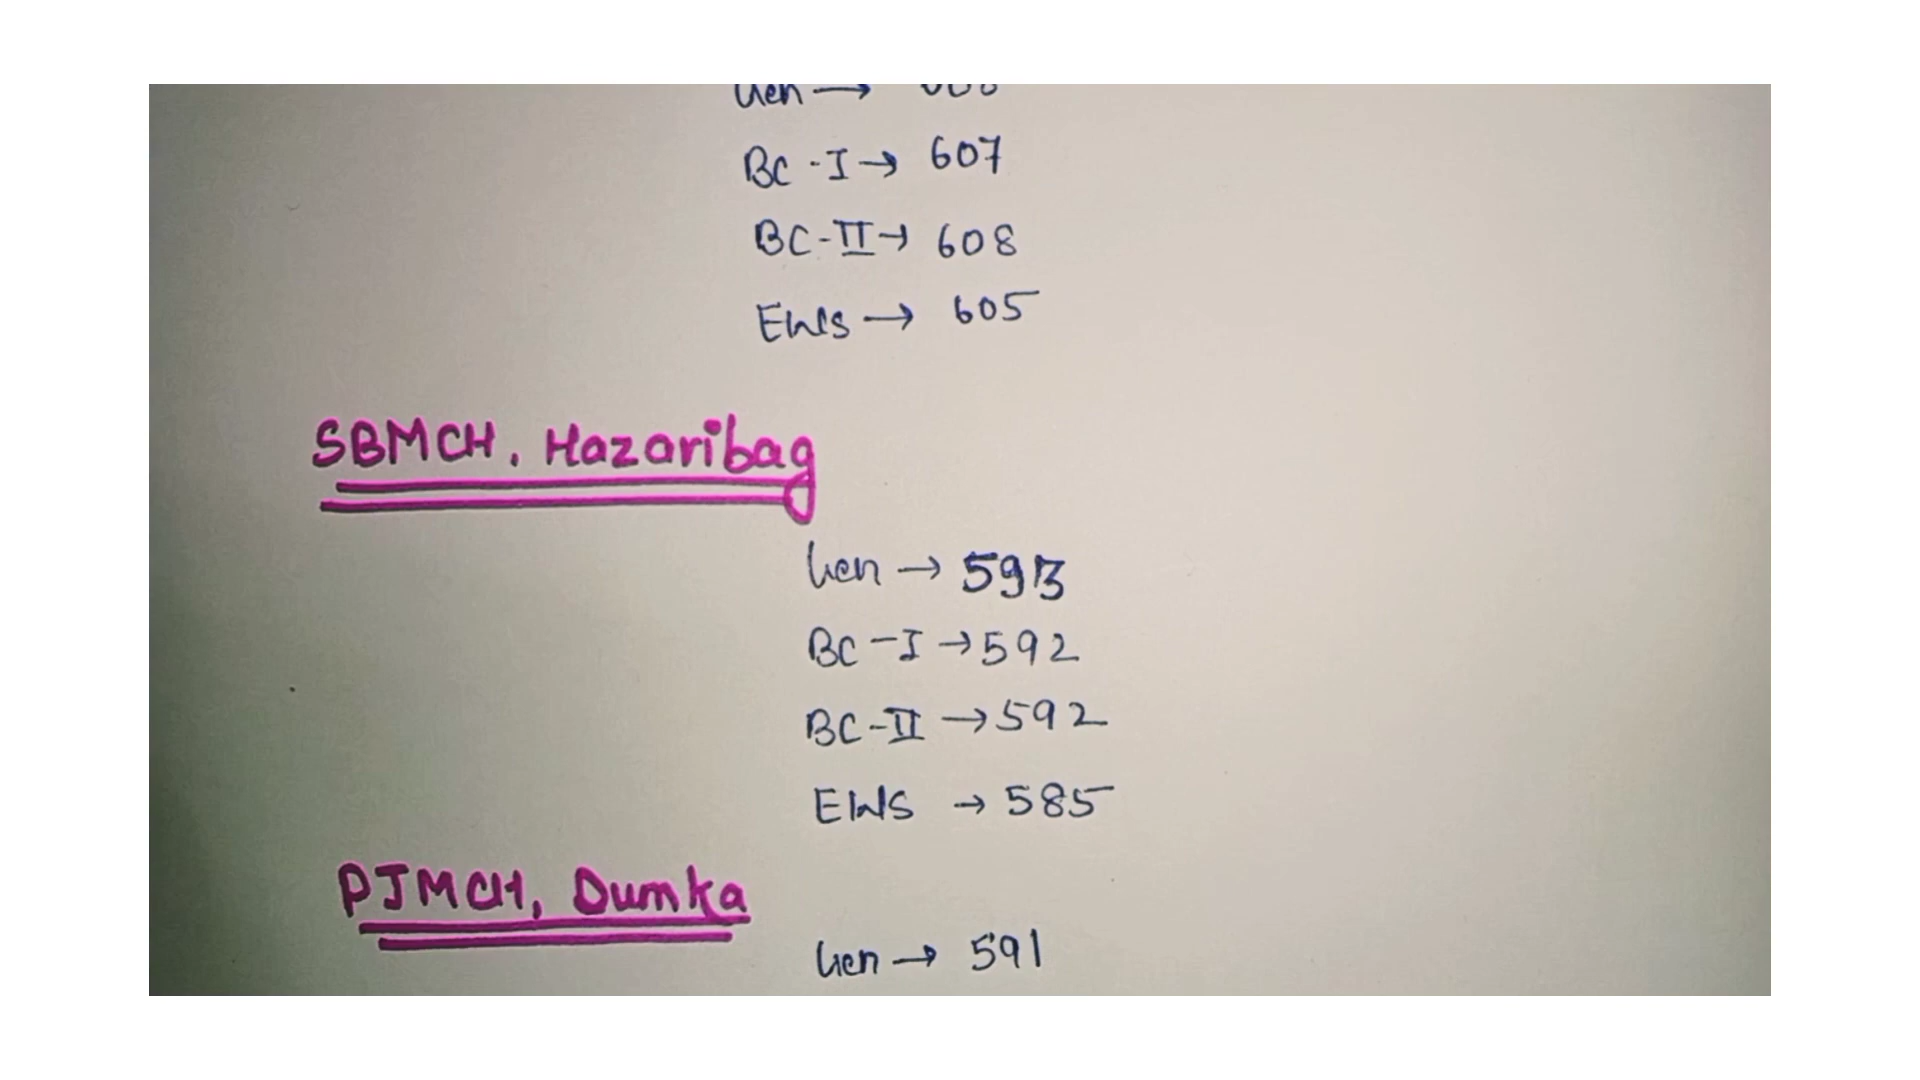 Gen →
BC-I → 607
BC-II → 608
EWS → 605
SBMCH, Hazaribag
Gen → 593
BC-I → 592
BC-II → 592
EWS → 585
PJMCH, Dumka
Gen → 591